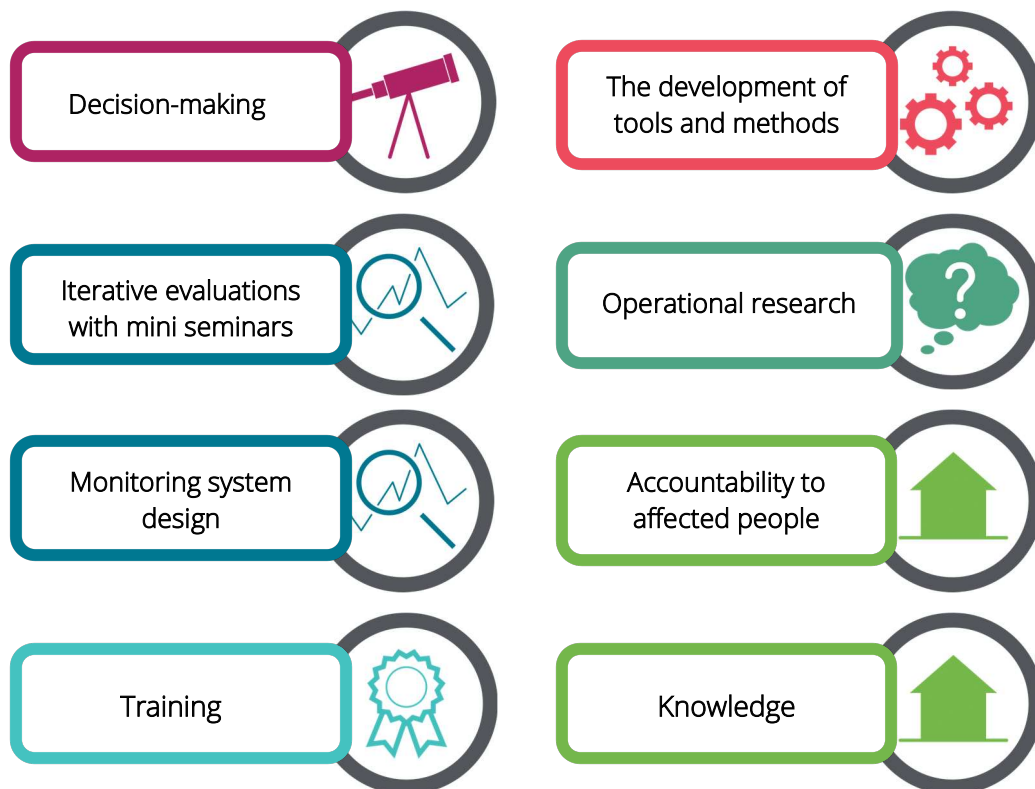 Decision-making
The development of
tools and methods
Iterative evaluations
with mini seminars
Operational research
Monitoring system
design
Accountability to
affected people
Training
Knowledge